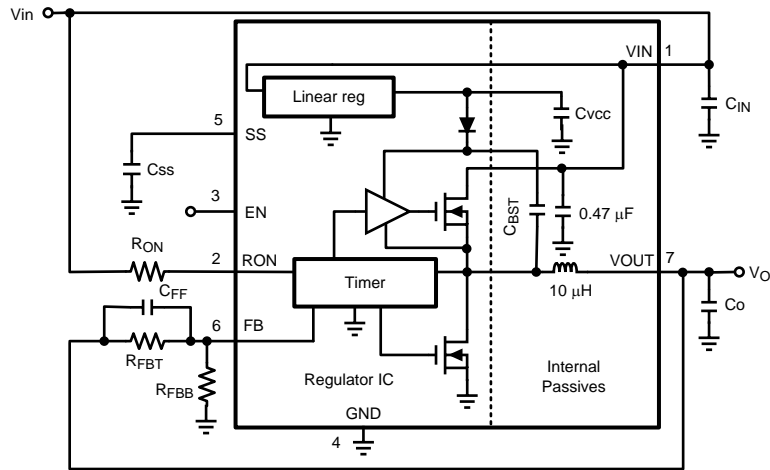 Vin
VIN 1
Linear reg
Cvcc
CIN
5
SS
Css
3
EN
CBST
0.47 µF
RON
2 RON
Timer
VOUT 7
VO
10 µH
CFF
Co
6 FB
RFBT
RFBB
Regulator IC
Internal
Passives
GND
4